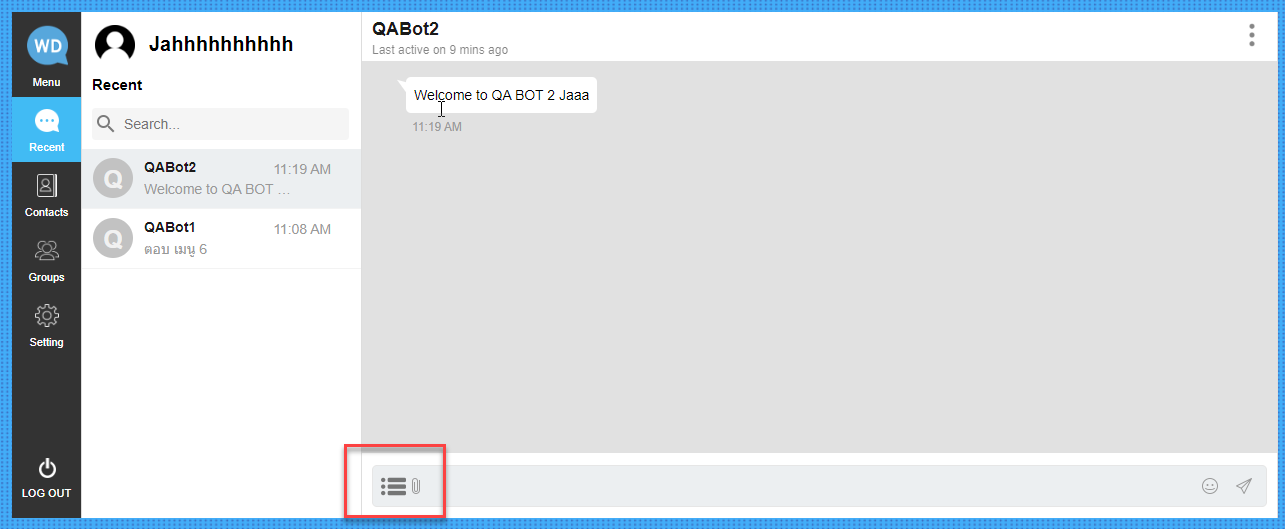 WD
Menu
Recent
Contacts
Groups
Setting
LOG OUT
Jahhhhhhhhhh
Recent
Search...
Q
QABot2
11:19 AM
Welcome to QA BOT ...
Q
QABot1
11:08 AM
ตอบ เมนู 6
QABot2
Last active on 9 mins ago
Welcome to QA BOT 2 Jaaa
11:19 AM